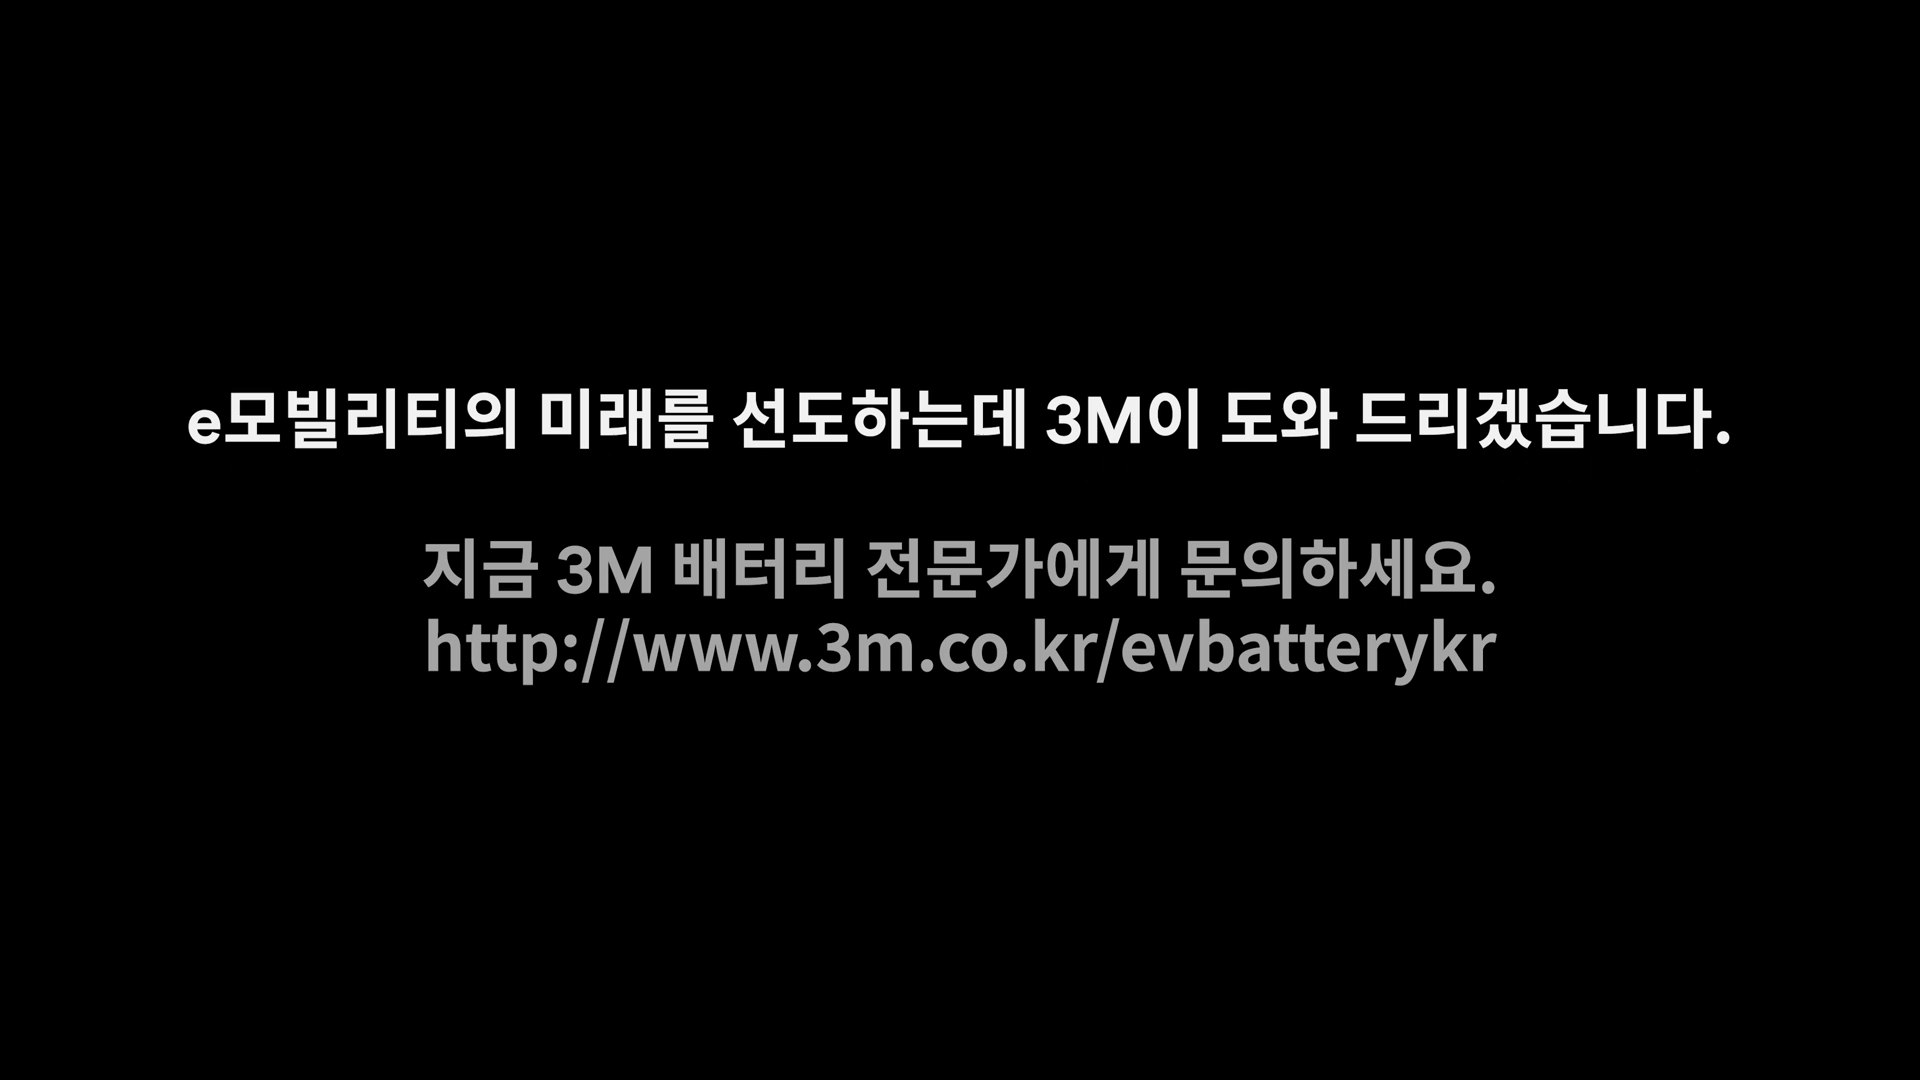 e모빌리티의 미래를 선도하는데 3M이 도와 드리겠습니다.
지금 3M 배터리 전문가에게 문의하세요.
http://www.3m.co.kr/evbatterykr